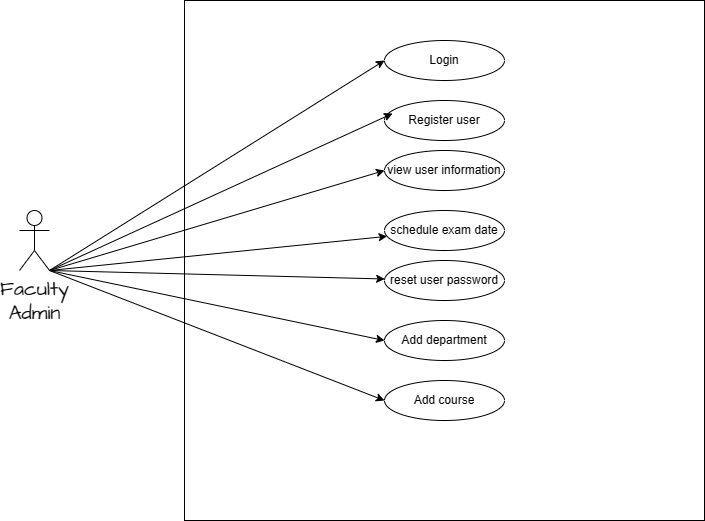 Login
Register user
view user information
schedule exam date
reset user password
Faculty
Admin
Add department
Add course